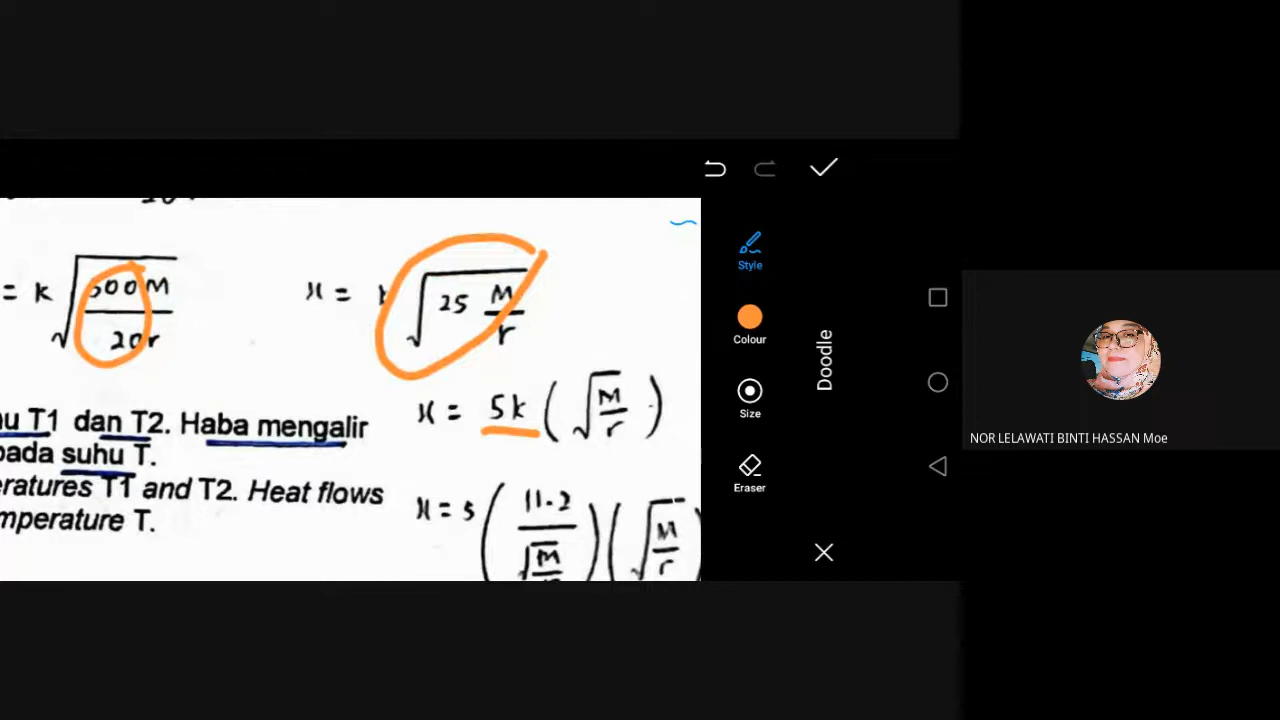 = k √ 500M / 20r
x = k √ 25 M/r
x = 5k ( √ M/r )
u T1 dan T2. Haba mengalir
pada suhu T.
eratures T1 and T2. Heat flows
mperature T.
x = 5 ( 11.2 / √ M/r ) ( √ M/r
Style
Colour
Size
Eraser
Doodle
NOR LELAWATI BINTI HASSAN Moe